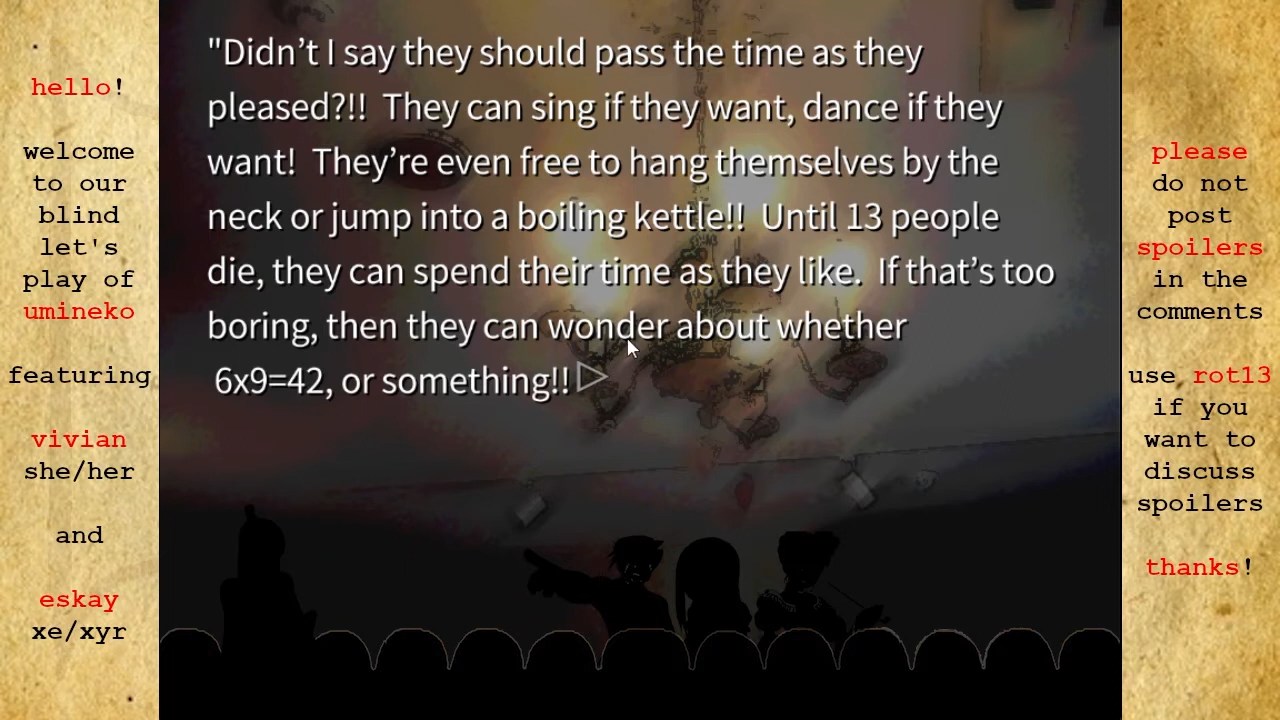 hello!
welcome
to our
blind
let's
play of
umineko
featuring
vivian
she/her
and
eskay
xe/xyr
"Didn’t I say they should pass the time as they
pleased?!!  They can sing if they want, dance if they
want!  They’re even free to hang themselves by the
neck or jump into a boiling kettle!!  Until 13 people
die, they can spend their time as they like.  If that’s too
boring, then they can wonder about whether
6x9=42, or something!!
please
do not
post
spoilers
in the
comments
use rot13
if you
want to
discuss
spoilers
thanks!